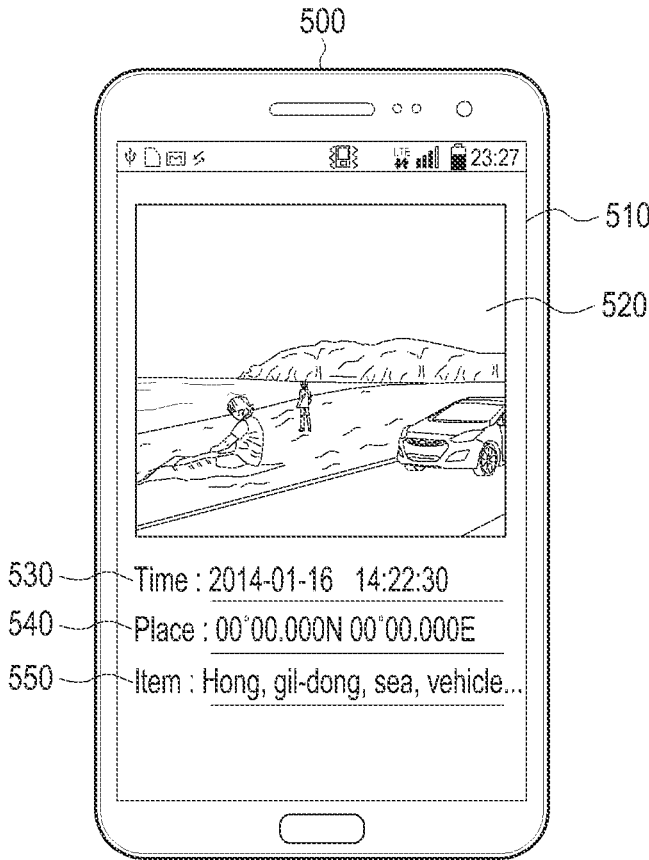 500
LTE 23:27
510
520
530 Time : 2014-01-16 14:22:30
540 Place : 00°00.000N 00°00.000E
550 Item : Hong, gil-dong, sea, vehicle...